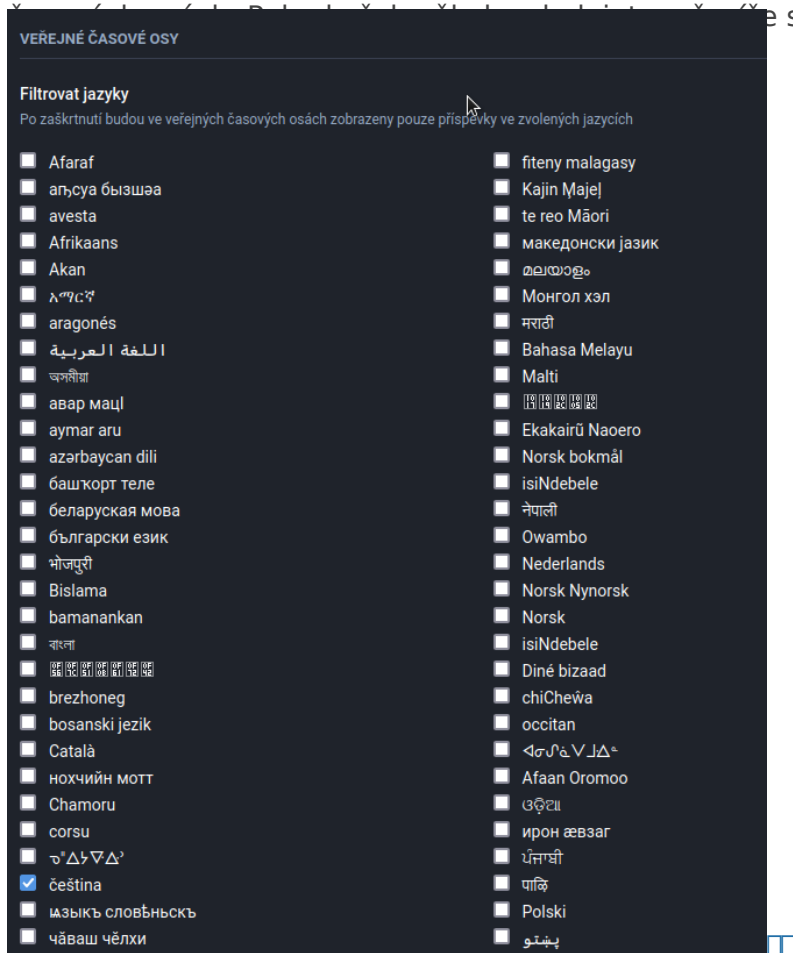 VEŘEJNÉ ČASOVÉ OSY
Filtrovat jazyky
Po zaškrtnutí budou ve veřejných časových osách zobrazeny pouze příspěvky ve zvolených jazycích
Afaraf
аҧсуа бызшәа
avesta
Afrikaans
Akan
አማርኛ
aragonés
اللغة العربية
অসমীয়া
авар мацӀ
aymar aru
azərbaycan dili
башҡорт теле
беларуская мова
български език
भोजपुरी
Bislama
bamanankan
বাংলা
brezhoneg
bosanski jezik
Català
нохчийн мотт
Chamoru
corsu
ᓀᐦᐃᔭᐍᐏᐣ
čeština
ѩзыкъ словѣньскъ
чӑваш чӗлхи
fiteny malagasy
Kajin M̧ajeļ
te reo Māori
македонски јазик
മലയാളം
Монгол хэл
मराठी
Bahasa Melayu
Malti
Ekakairũ Naoero
Norsk bokmål
isiNdebele
नेपाली
Owambo
Nederlands
Norsk Nynorsk
Norsk
isiNdebele
Diné bizaad
chiCheŵa
occitan
ᐊᓂᔑᓈᐯᒧᐎᓐ
Afaan Oromoo
ଓଡ଼ିଆ
ирон æвзаг
ਪੰਜਾਬੀ
पाऴि
Polski
پښتو